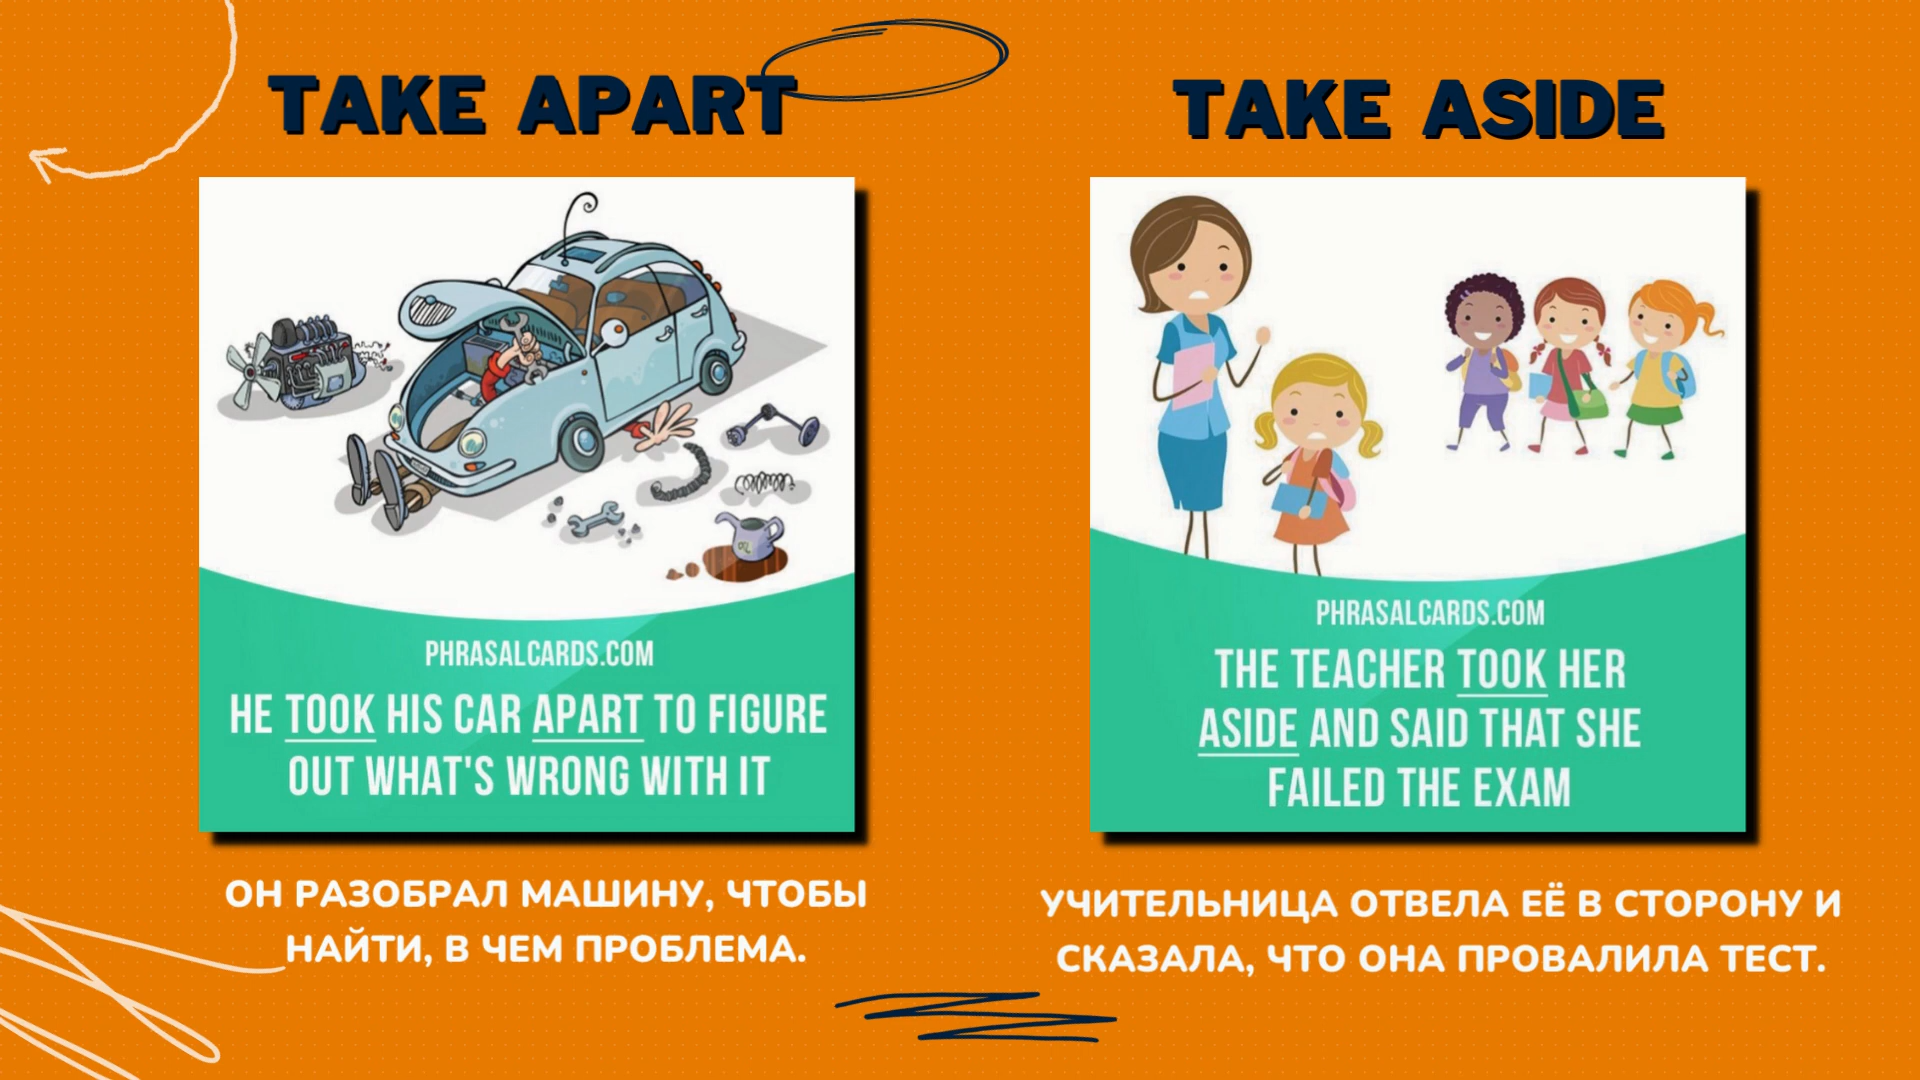 TAKE APART
PHRASALCARDS.COM
HE TOOK HIS CAR APART TO FIGURE
OUT WHAT'S WRONG WITH IT
ОН РАЗОБРАЛ МАШИНУ, ЧТОБЫ
НАЙТИ, В ЧЕМ ПРОБЛЕМА.
TAKE ASIDE
PHRASALCARDS.COM
THE TEACHER TOOK HER
ASIDE AND SAID THAT SHE
FAILED THE EXAM
УЧИТЕЛЬНИЦА ОТВЕЛА ЕЁ В СТОРОНУ И
СКАЗАЛА, ЧТО ОНА ПРОВАЛИЛА ТЕСТ.